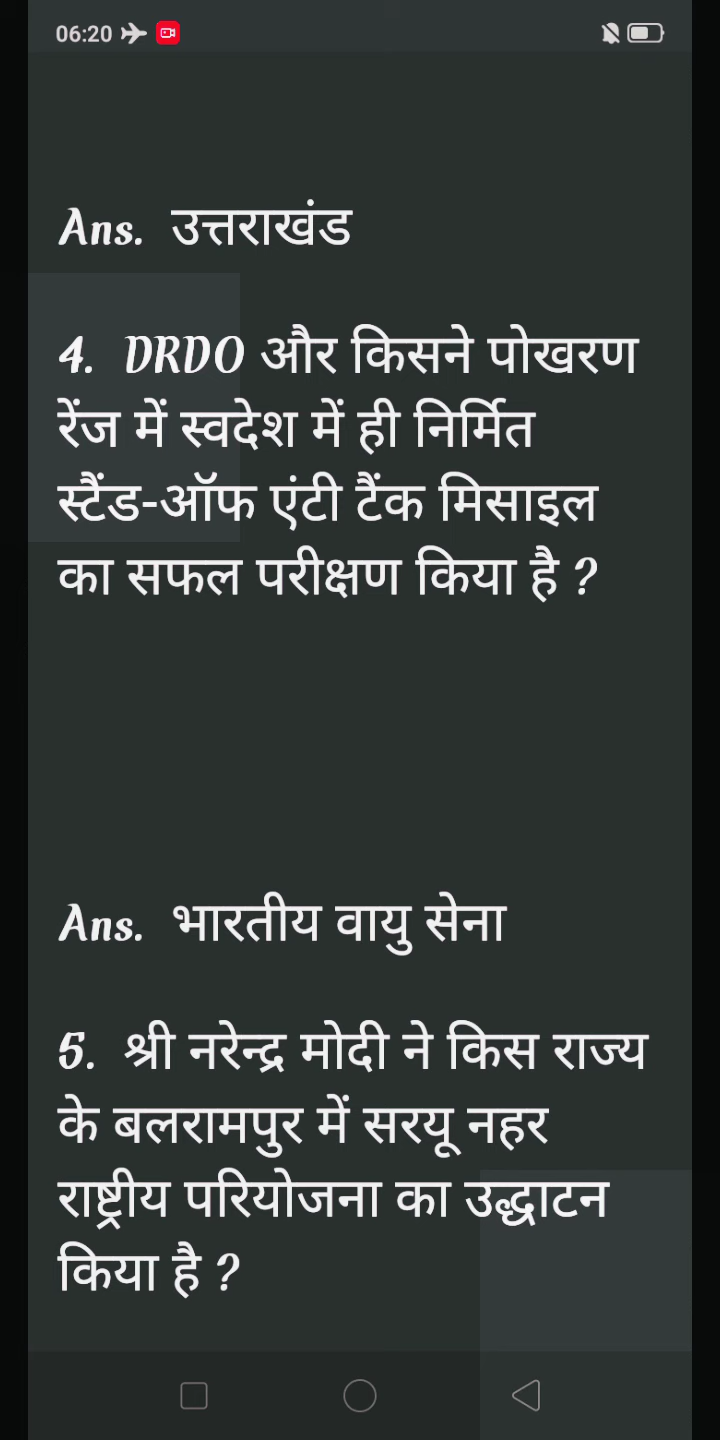 06:20
Ans. उत्तराखंड
4. DRDO और किसने पोखरण
रेंज में स्वदेश में ही निर्मित
स्टैंड-ऑफ एंटी टैंक मिसाइल
का सफल परीक्षण किया है ?
Ans. भारतीय वायु सेना
5. श्री नरेन्द्र मोदी ने किस राज्य
के बलरामपुर में सरयू नहर
राष्ट्रीय परियोजना का उद्घाटन
किया है ?